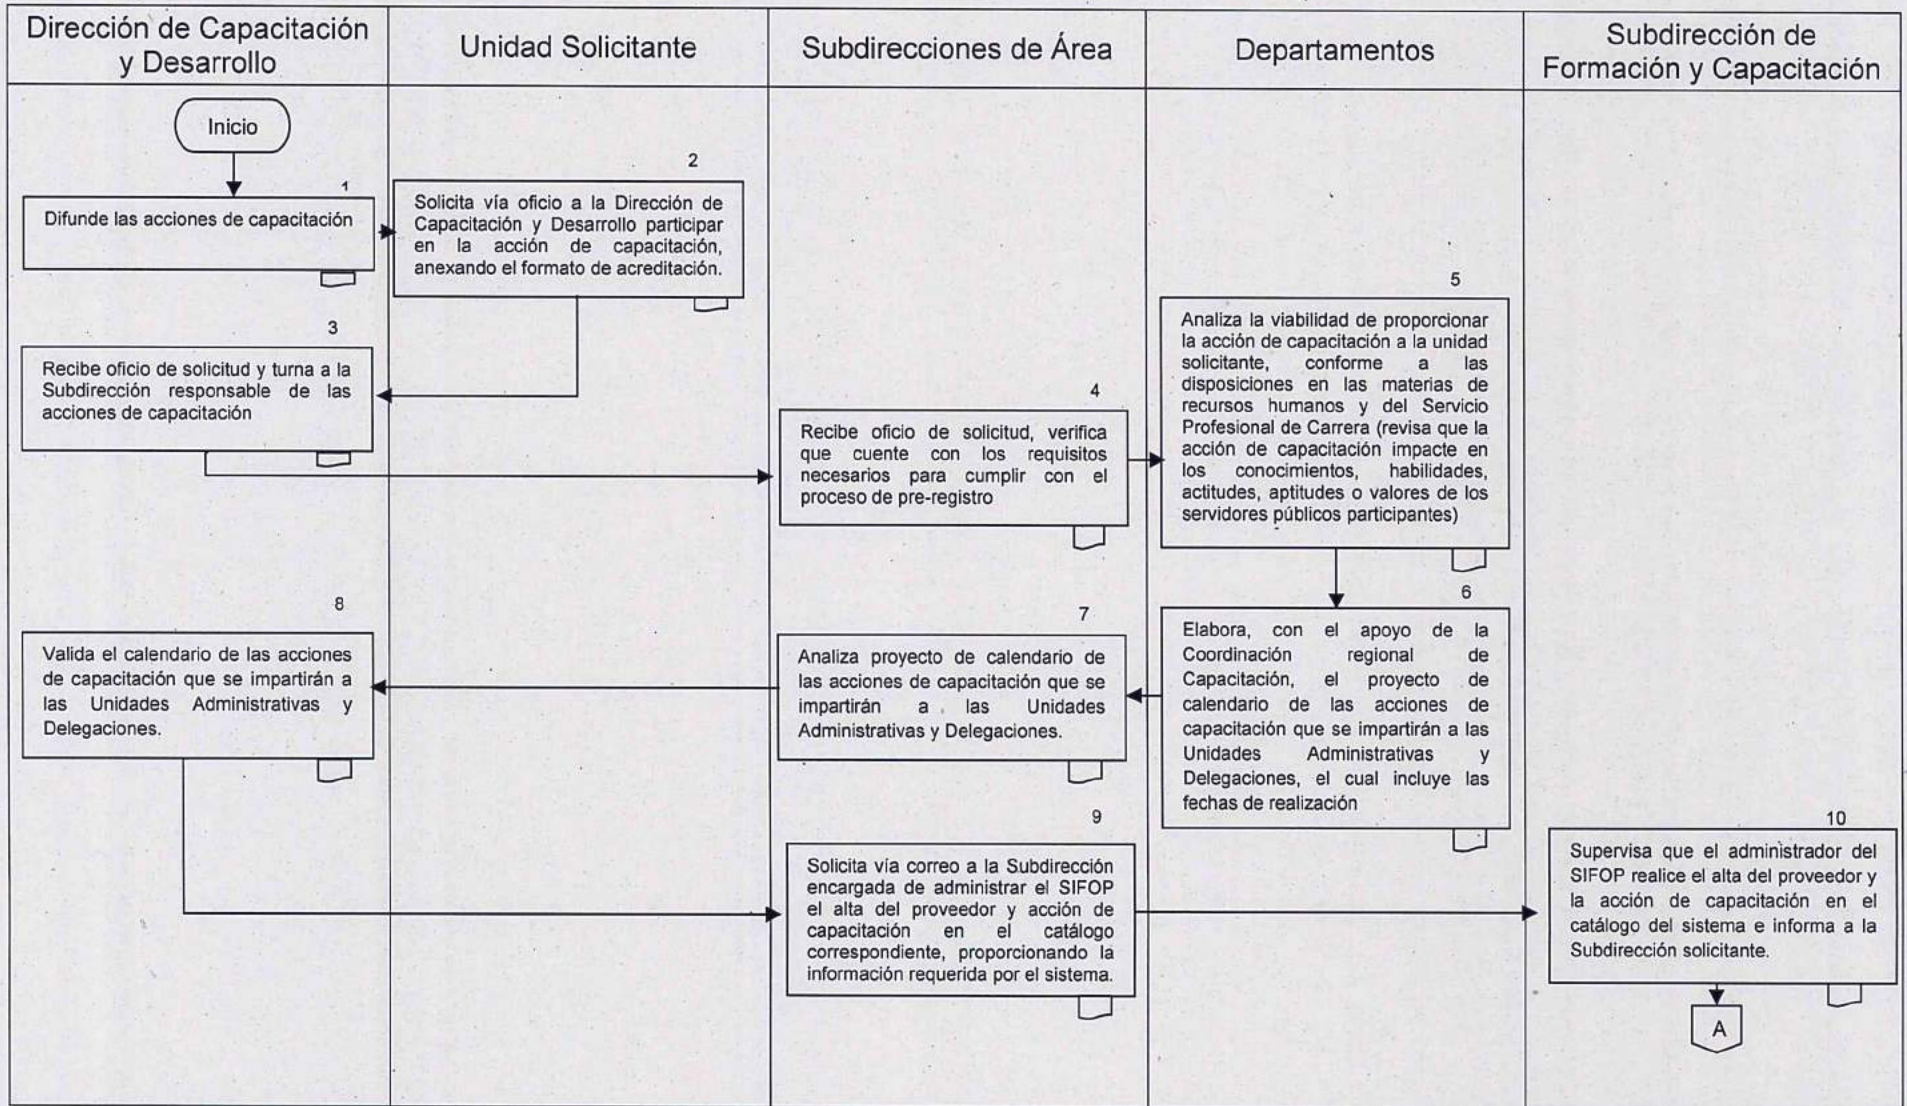 Dirección de Capacitación
y Desarrollo
Unidad Solicitante
Subdirecciones de Área
Departamentos
Subdirección de
Formación y Capacitación
Inicio
1
Difunde las acciones de capacitación
2
Solicita vía oficio a la Dirección de
Capacitación y Desarrollo participar
en la acción de capacitación,
anexando el formato de acreditación.
3
Recibe oficio de solicitud y turna a la
Subdirección responsable de las
acciones de capacitación
4
Recibe oficio de solicitud, verifica
que cuente con los requisitos
necesarios para cumplir con el
proceso de pre-registro
5
Analiza la viabilidad de proporcionar
la acción de capacitación a la unidad
solicitante, conforme a las
disposiciones en las materias de
recursos humanos y del Servicio
Profesional de Carrera (revisa que la
acción de capacitación impacte en
los conocimientos, habilidades,
actitudes, aptitudes o valores de los
servidores públicos participantes)
6
Elabora, con el apoyo de la
Coordinación regional de
Capacitación, el proyecto de
calendario de las acciones de
capacitación que se impartirán a las
Unidades Administrativas y
Delegaciones, el cual incluye las
fechas de realización
7
Analiza proyecto de calendario de
las acciones de capacitación que se
impartirán a las Unidades
Administrativas y Delegaciones.
8
Valida el calendario de las acciones
de capacitación que se impartirán a
las Unidades Administrativas y
Delegaciones.
9
Solicita vía correo a la Subdirección
encargada de administrar el SIFOP
el alta del proveedor y acción de
capacitación en el catálogo
correspondiente, proporcionando la
información requerida por el sistema.
10
Supervisa que el administrador del
SIFOP realice el alta del proveedor y
la acción de capacitación en el
catálogo del sistema e informa a la
Subdirección solicitante.
A